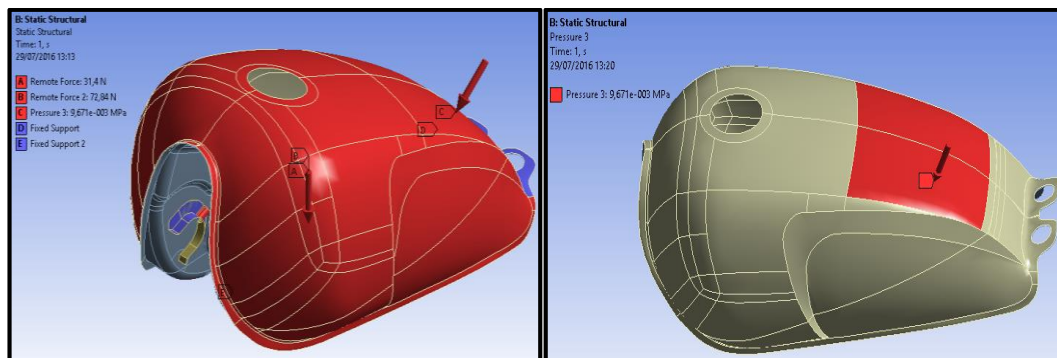 B: Static Structural
Static Structural
Time: 1, s
29/07/2016 13:13
A Remote Force: 31,4 N
B Remote Force 2: 72,84 N
C Pressure 3: 9,671e-003 MPa
D Fixed Support
E Fixed Support 2
C
D
A
B: Static Structural
Pressure 3
Time: 1, s
29/07/2016 13:20
Pressure 3: 9,671e-003 MPa